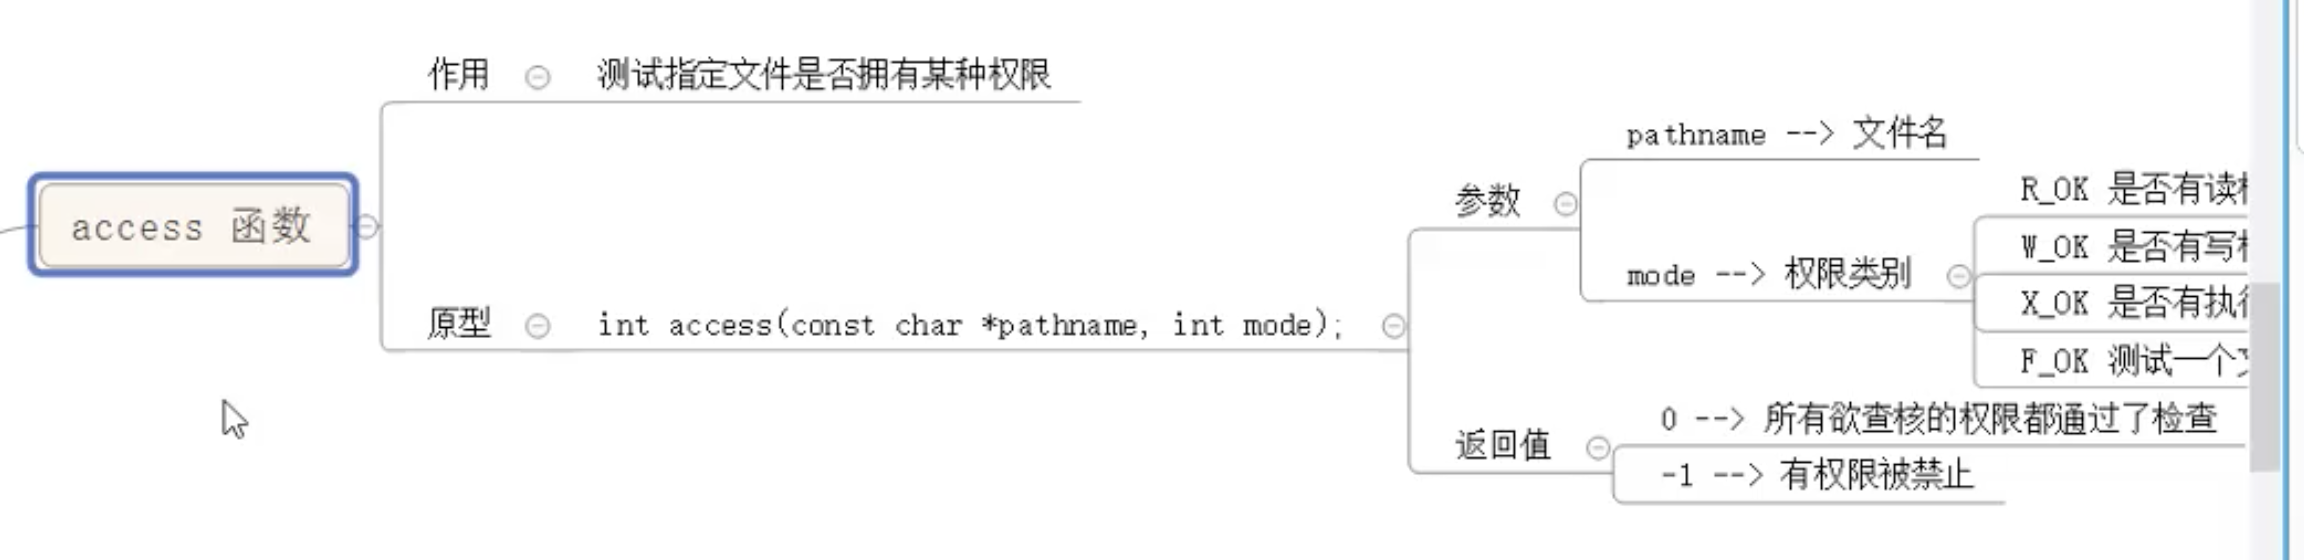 作用 测试指定文件是否拥有某种权限
access 函数
原型 int access(const char *pathname, int mode);
参数
pathname --> 文件名
mode --> 权限类别
R_OK 是否有读
W_OK 是否有写
X_OK 是否有执
F_OK 测试一个
返回值
0 --> 所有欲查核的权限都通过了检查
-1 --> 有权限被禁止